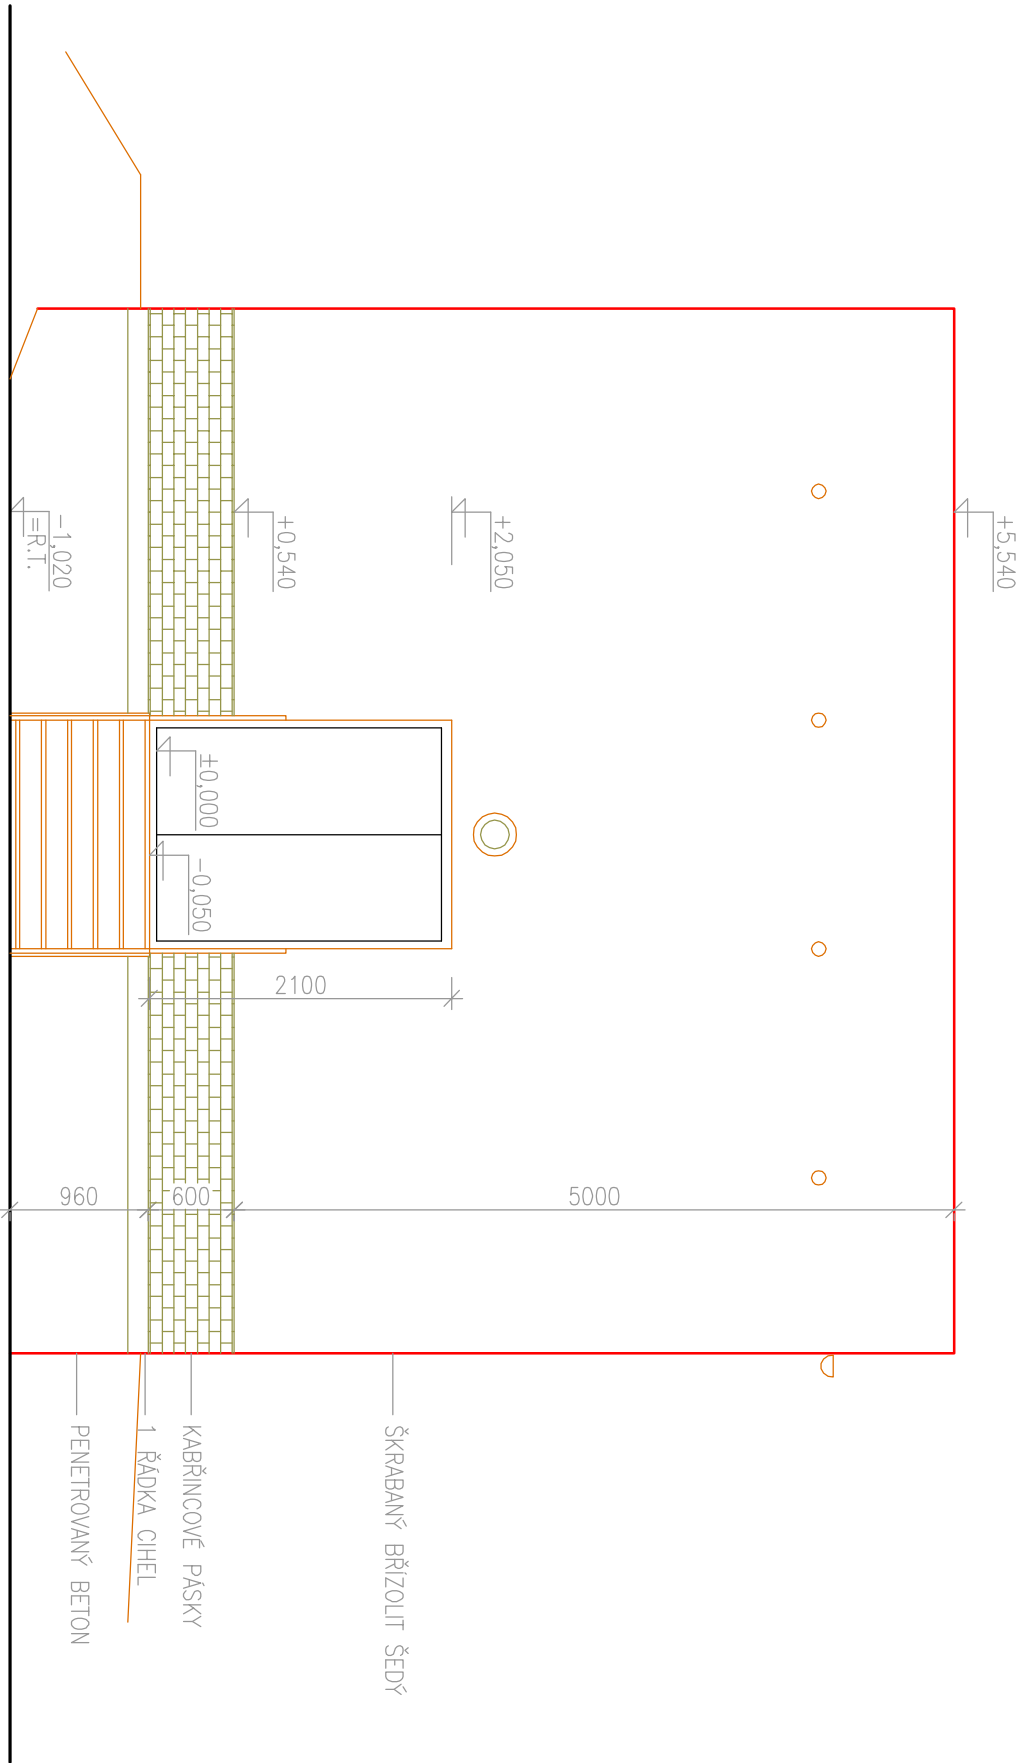 +5,540
+2,050
+0,540
-1,020
=R.T.
±0,000
-0,050
2100
5000
600
960
ŠKRABANÝ BŘÍZOLIT ŠEDÝ
KABŘINCOVÉ PÁSKY
1 ŘÁDKA CIHEL
PENETROVANÝ BETON